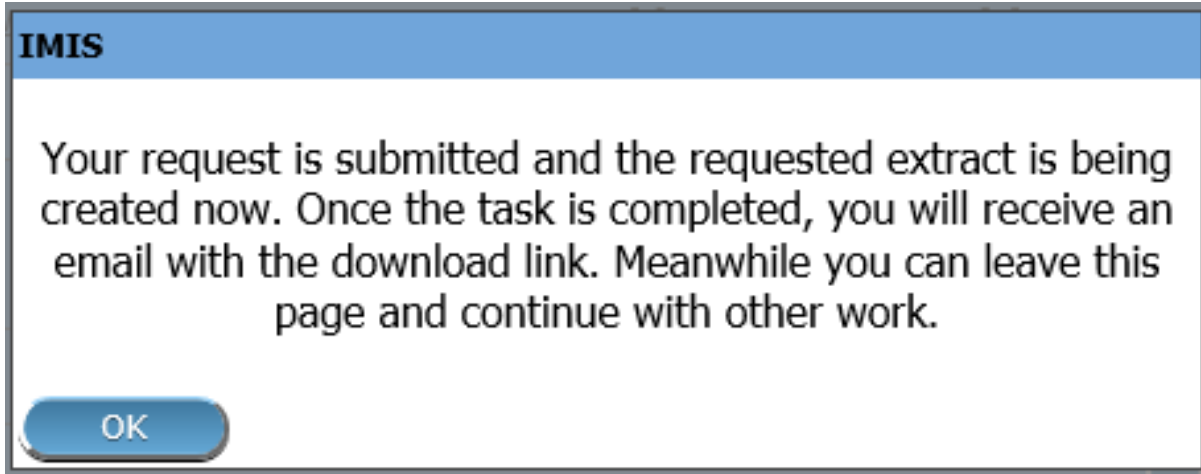 IMIS
Your request is submitted and the requested extract is being
created now. Once the task is completed, you will receive an
email with the download link. Meanwhile you can leave this
page and continue with other work.
OK